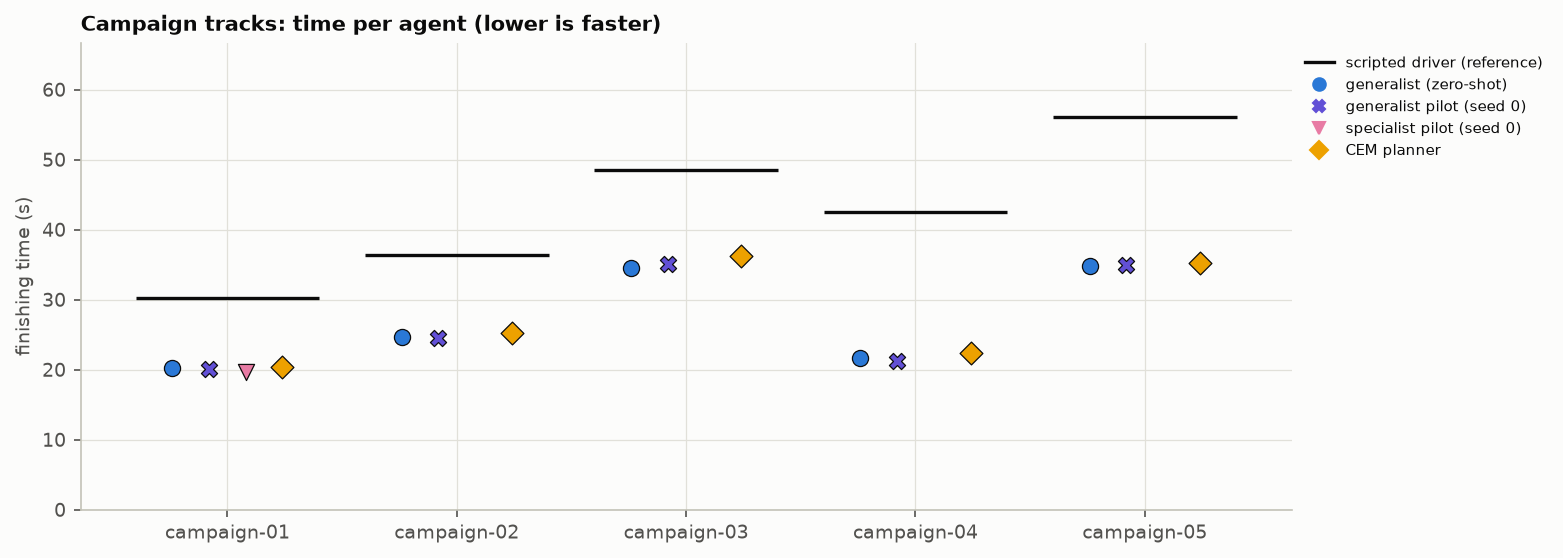 Campaign tracks: time per agent (lower is faster)
scripted driver (reference)
generalist (zero-shot)
generalist pilot (seed 0)
specialist pilot (seed 0)
CEM planner
finishing time (s)
60
50
40
30
20
10
0
campaign-01
campaign-02
campaign-03
campaign-04
campaign-05